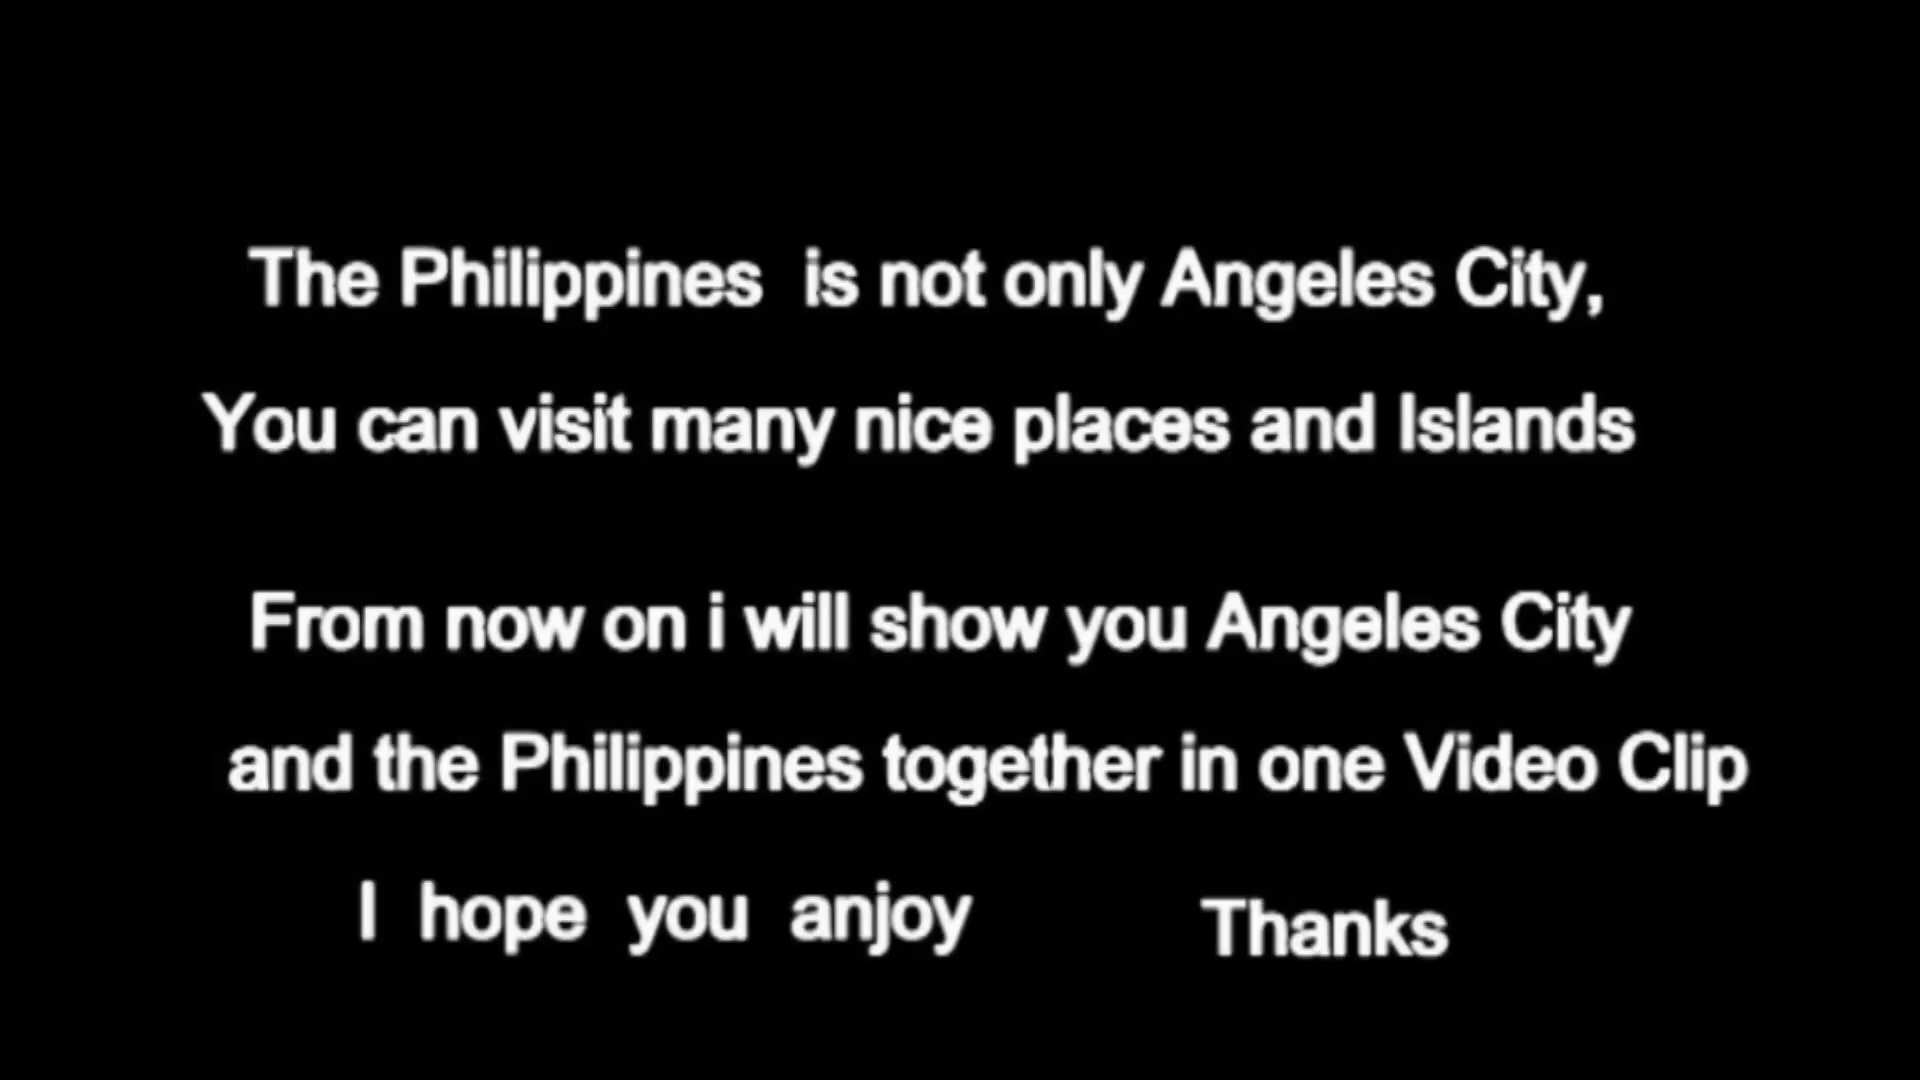 The Philippines is not only Angeles City,
You can visit many nice places and Islands
From now on i will show you Angeles City
and the Philippines together in one Video Clip
I hope you anjoy Thanks